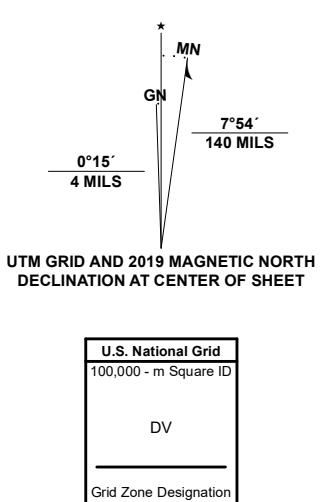 ★
MN
GN
7°54´
140 MILS
0°15´
4 MILS
UTM GRID AND 2019 MAGNETIC NORTH
DECLINATION AT CENTER OF SHEET
U.S. National Grid
100,000 - m Square ID
DV
Grid Zone Designation